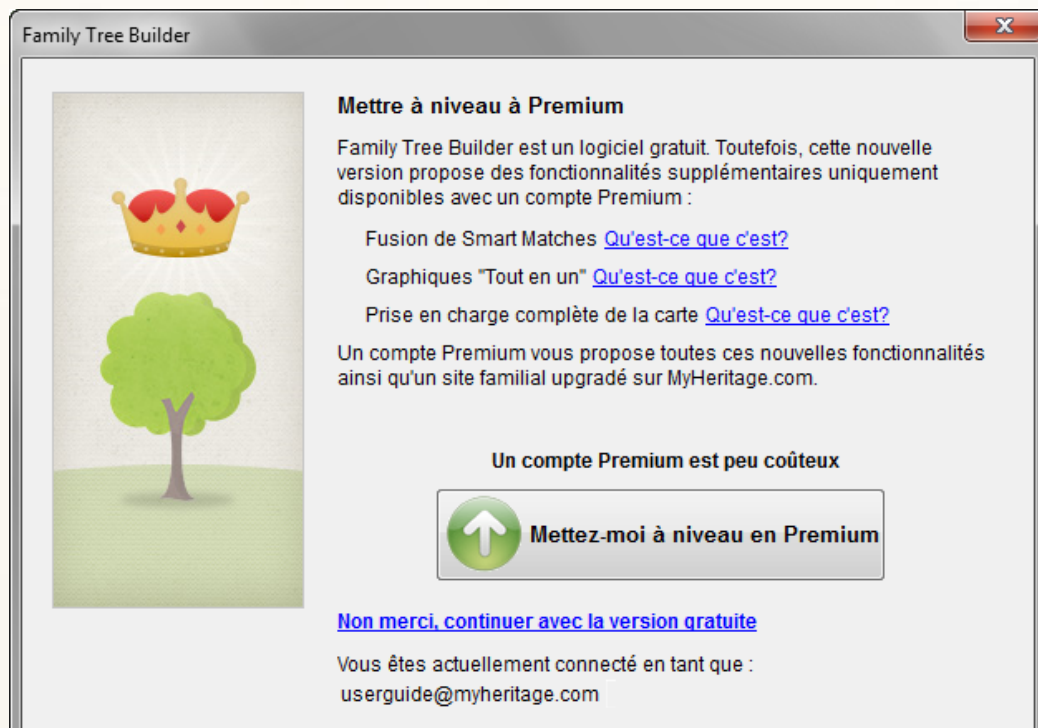 Family Tree Builder
Mettre à niveau à Premium
Family Tree Builder est un logiciel gratuit. Toutefois, cette nouvelle
version propose des fonctionnalités supplémentaires uniquement
disponibles avec un compte Premium :
Fusion de Smart Matches Qu'est-ce que c'est?
Graphiques "Tout en un" Qu'est-ce que c'est?
Prise en charge complète de la carte Qu'est-ce que c'est?
Un compte Premium vous propose toutes ces nouvelles fonctionnalités
ainsi qu'un site familial upgradé sur MyHeritage.com.
Un compte Premium est peu coûteux
Mettez-moi à niveau en Premium
Non merci, continuer avec la version gratuite
Vous êtes actuellement connecté en tant que :
userguide@myheritage.com